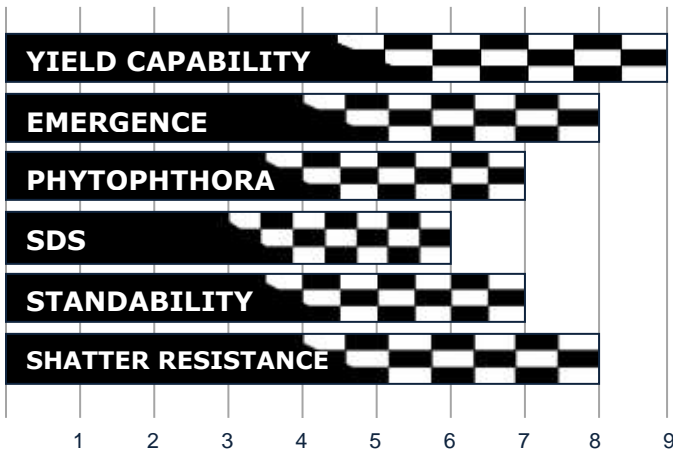 YIELD CAPABILITY
EMERGENCE
PHYTOPHTHORA
SDS
STANDABILITY
SHATTER RESISTANCE
1 2 3 4 5 6 7 8 9